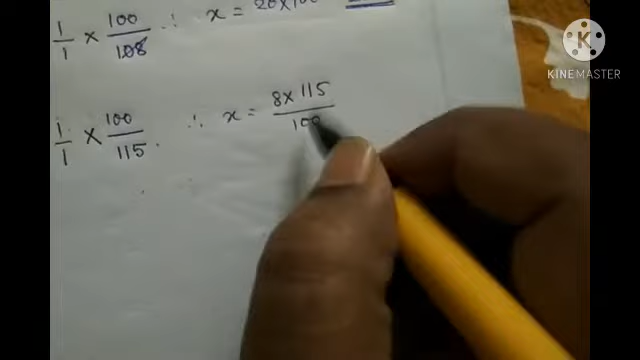 1/1 × 100/108 ∴ x = 20×100
1/1 × 100/115 ∴ x = 8×115/100
KINEMASTER